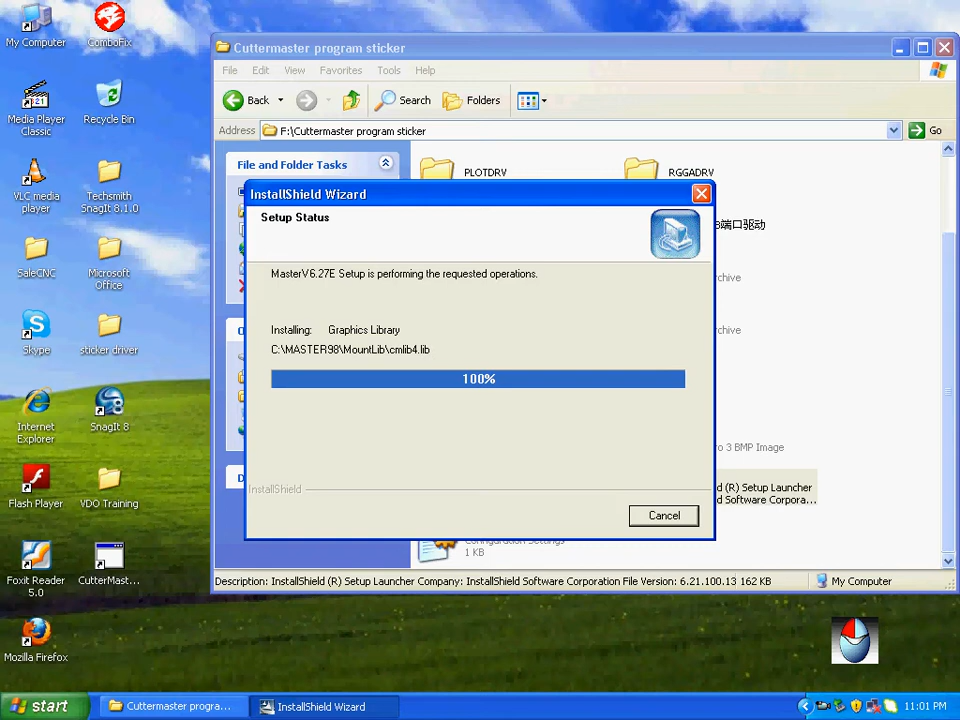 My Computer
ComboFix
Media Player
Classic
Recycle Bin
VLC media
player
Techsmith
SnagIt 8.1.0
SaleCNC
Microsoft
Office
Skype
sticker driver
Internet
Explorer
SnagIt 8
Flash Player
VDO Training
Foxit Reader
5.0
CutterMast...
Mozilla Firefox
Cuttermaster program sticker
File Edit View Favorites Tools Help
Back Search Folders
Address F:\Cuttermaster program sticker Go
File and Folder Tasks
PLOTDRV
RGGADRV
端口驱动
rchive
rchive
o 3 BMP Image
d (R) Setup Launcher
d Software Corpora...
Configuration Settings
1 KB
InstallShield Wizard
Setup Status
MasterV6.27E Setup is performing the requested operations.
Installing: Graphics Library
C:\MASTER98\MountLib\cmlib4.lib
100%
InstallShield
Cancel
Description: InstallShield (R) Setup Launcher Company: InstallShield Software Corporation File Version: 6.21.100.13 162 KB
My Computer
start
Cuttermaster progra...
InstallShield Wizard
11:01 PM